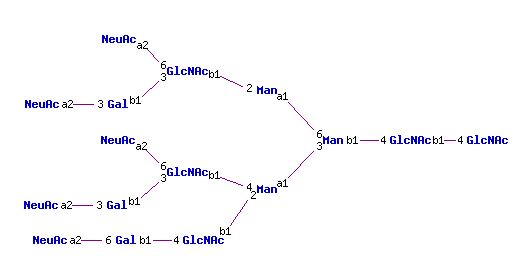 NeuAc a2
6 GlcNAc b1
3
2 Man a1
NeuAc a2 3 Gal b1
6 Man b1 4 GlcNAc b1 4 GlcNAc
3
NeuAc a2
6 GlcNAc b1
3
4 Man a1
2
NeuAc a2 3 Gal b1
NeuAc a2 6 Gal b1 4 GlcNAc b1